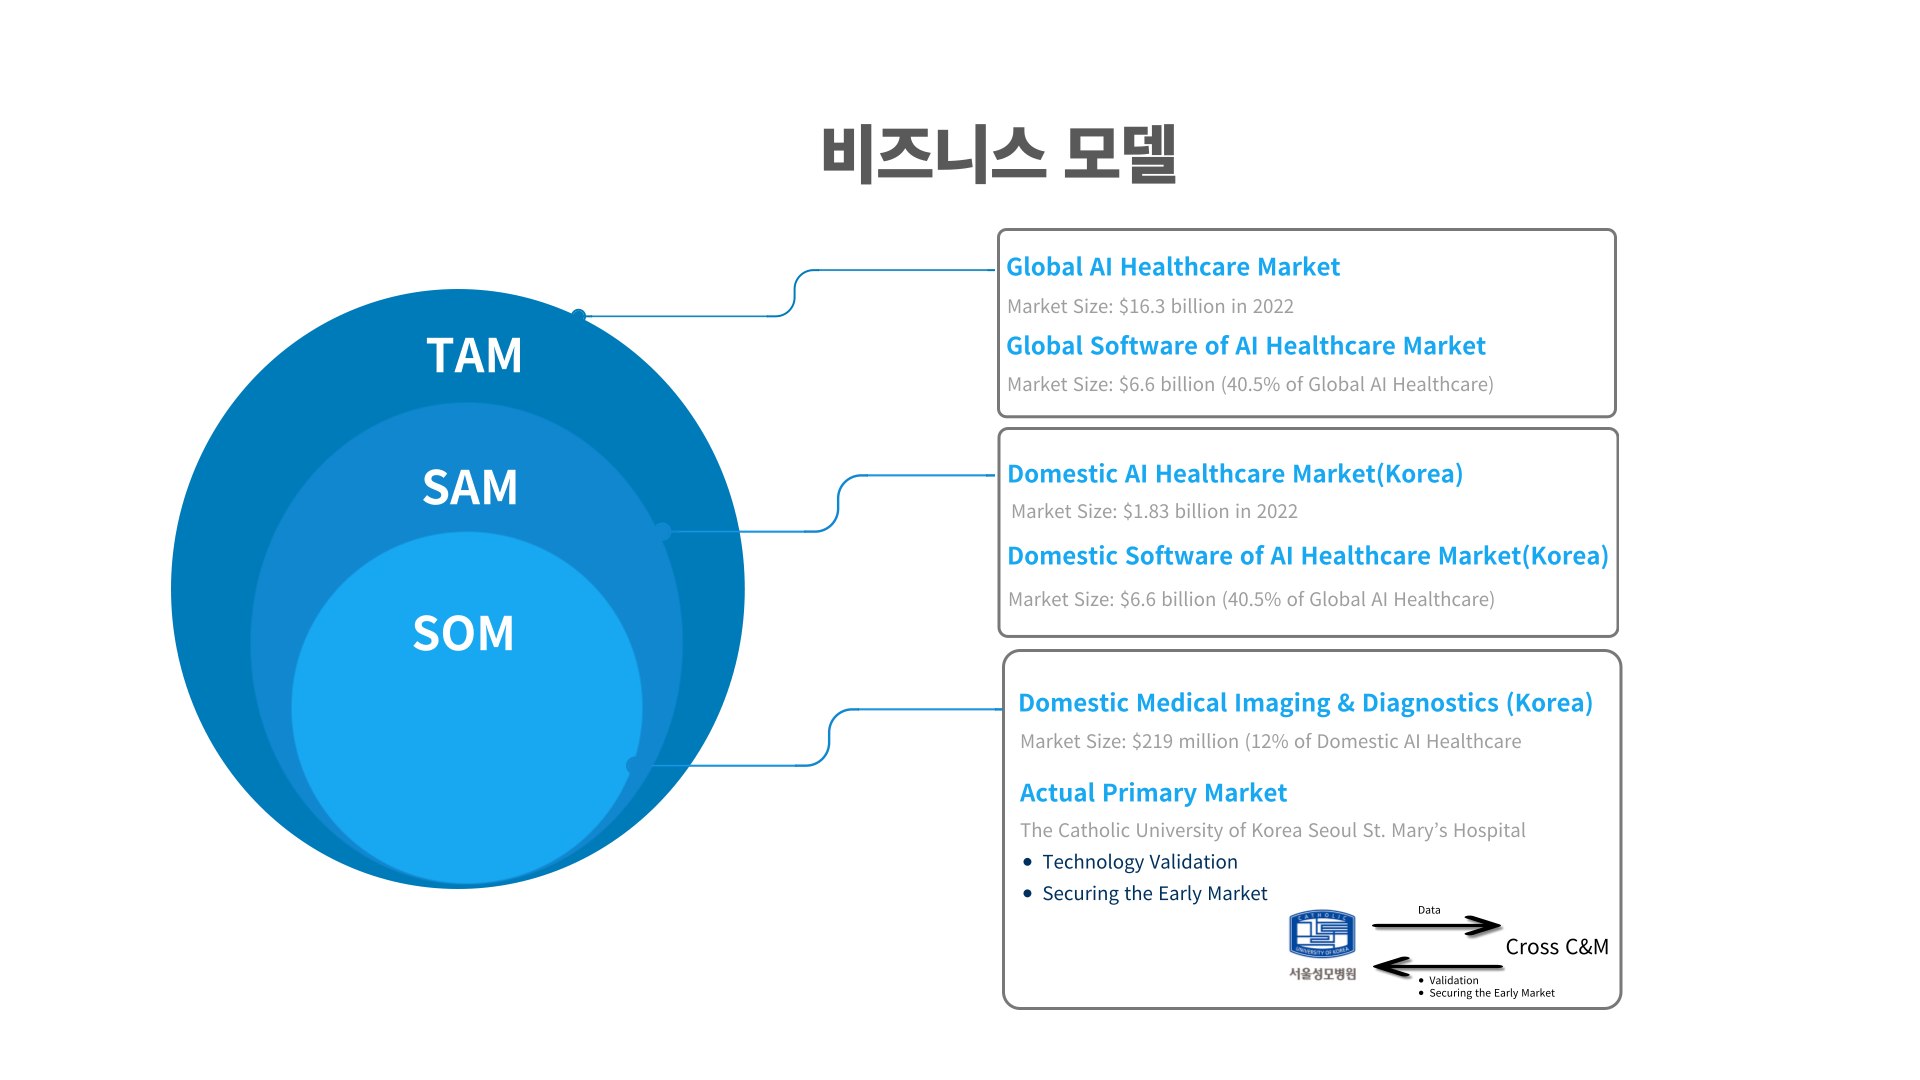 비즈니스 모델
TAM
SAM
SOM
Global AI Healthcare Market
Market Size: $16.3 billion in 2022
Global Software of AI Healthcare Market
Market Size: $6.6 billion (40.5% of Global AI Healthcare)
Domestic AI Healthcare Market(Korea)
Market Size: $1.83 billion in 2022
Domestic Software of AI Healthcare Market(Korea)
Market Size: $6.6 billion (40.5% of Global AI Healthcare)
Domestic Medical Imaging & Diagnostics (Korea)
Market Size: $219 million (12% of Domestic AI Healthcare
Actual Primary Market
The Catholic University of Korea Seoul St. Mary’s Hospital
• Technology Validation
• Securing the Early Market
CATHOLIC
UNIVERSITY OF KOREA
서울성모병원
Data
Cross C&M
• Validation
• Securing the Early Market